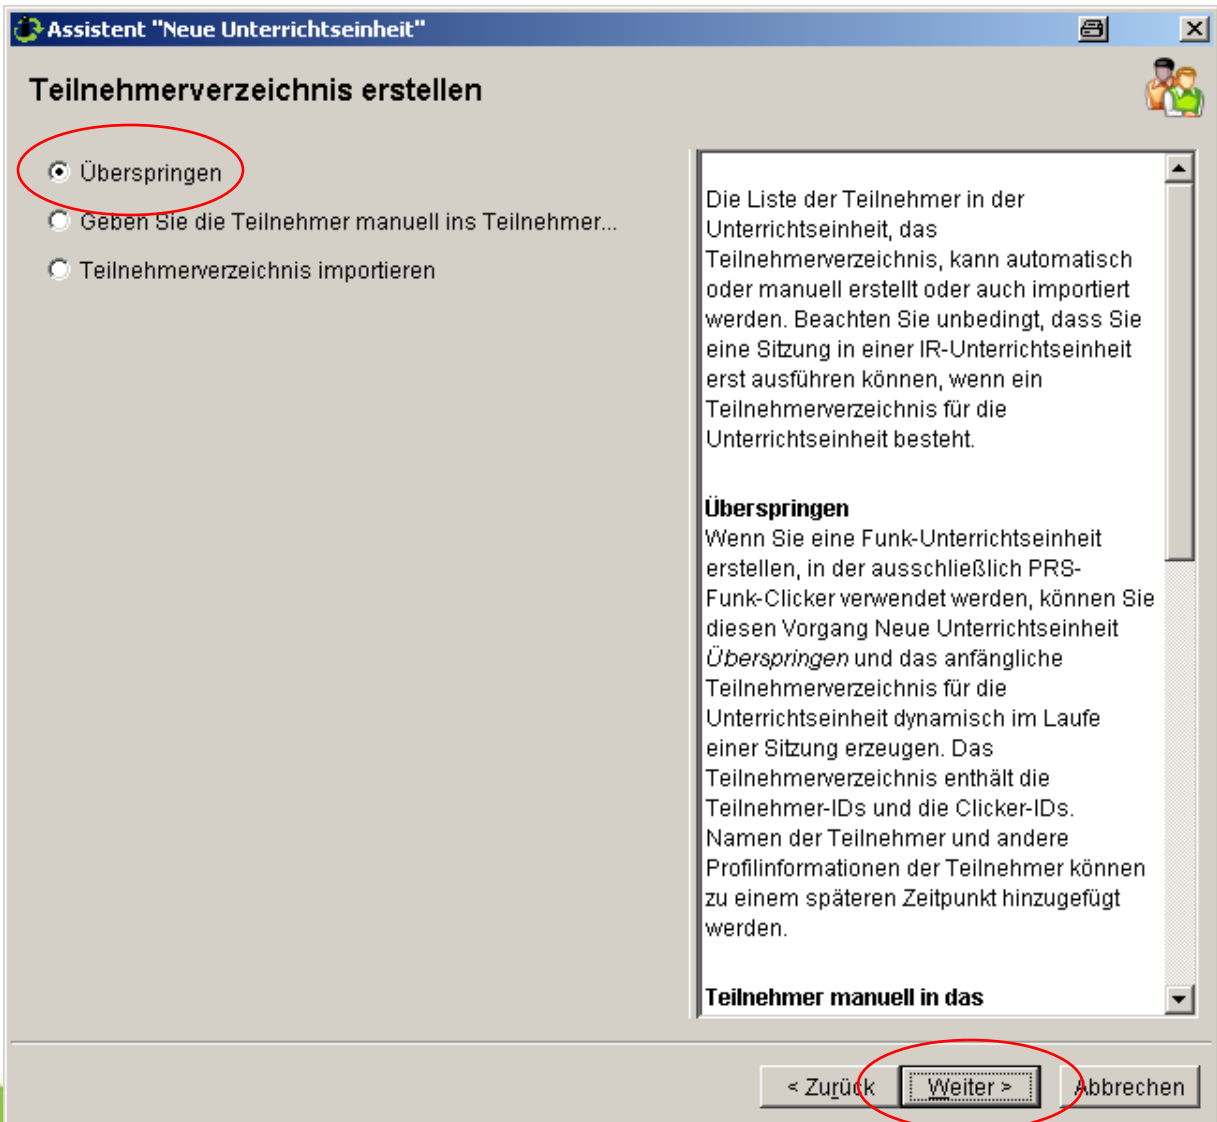 Assistent "Neue Unterrichtseinheit"
Teilnehmerverzeichnis erstellen
Überspringen
Geben Sie die Teilnehmer manuell ins Teilnehmer...
Teilnehmerverzeichnis importieren
Die Liste der Teilnehmer in der
Unterrichtseinheit, das
Teilnehmerverzeichnis, kann automatisch
oder manuell erstellt oder auch importiert
werden. Beachten Sie unbedingt, dass Sie
eine Sitzung in einer IR-Unterrichtseinheit
erst ausführen können, wenn ein
Teilnehmerverzeichnis für die
Unterrichtseinheit besteht.
Überspringen
Wenn Sie eine Funk-Unterrichtseinheit
erstellen, in der ausschließlich PRS-
Funk-Clicker verwendet werden, können Sie
diesen Vorgang Neue Unterrichtseinheit
Überspringen und das anfängliche
Teilnehmerverzeichnis für die
Unterrichtseinheit dynamisch im Laufe
einer Sitzung erzeugen. Das
Teilnehmerverzeichnis enthält die
Teilnehmer-IDs und die Clicker-IDs.
Namen der Teilnehmer und andere
Profilinformationen der Teilnehmer können
zu einem späteren Zeitpunkt hinzugefügt
werden.
Teilnehmer manuell in das
< Zurück Weiter > Abbrechen